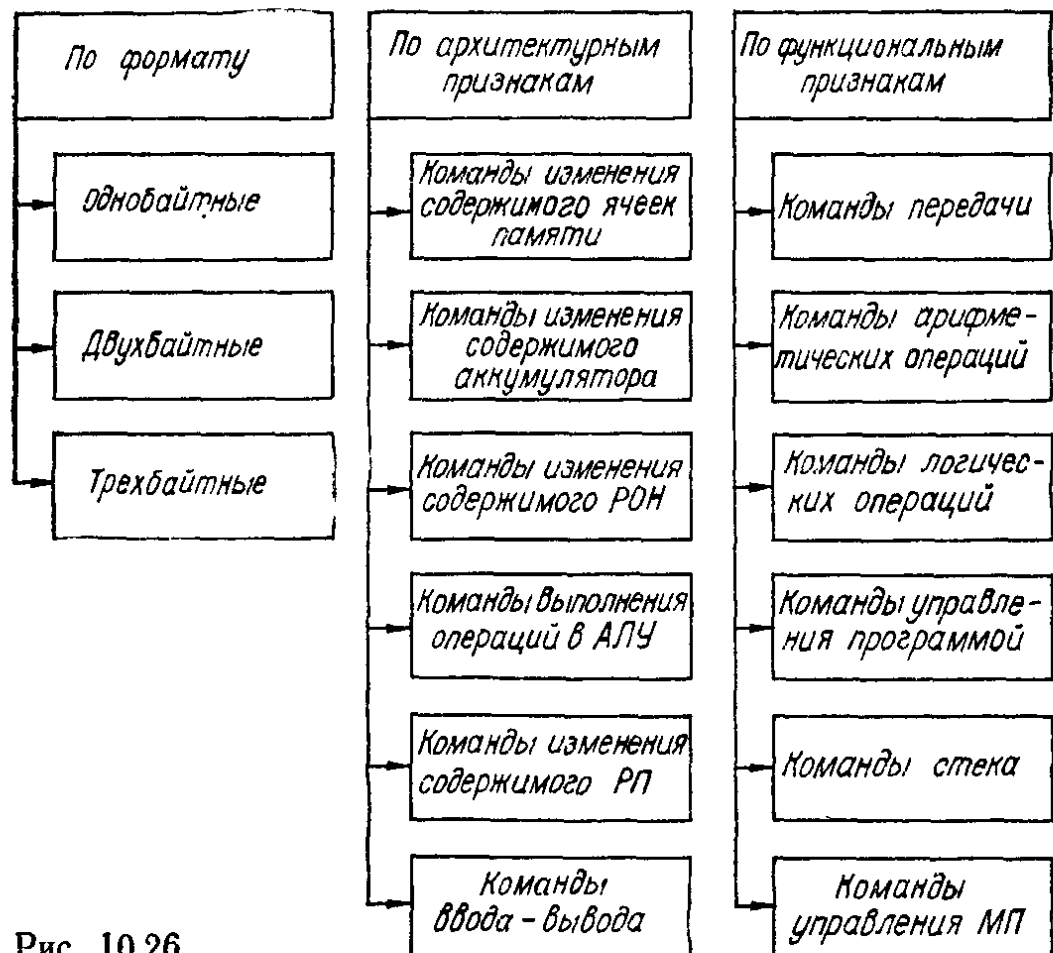 По формату
Однобайтные
Двухбайтные
Трехбайтные
По архитектурным
признакам
Команды изменения
содержимого ячеек
памяти
Команды изменения
содержимого
аккумулятора
Команды изменения
содержимого РОН
Команды выполнения
операций в АЛУ
Команды изменения
содержимого РП
Команды
ввода - вывода
По функциональным
признакам
Команды передачи
Команды арифме-
тических операций
Команды логичес-
ких операций
Команды управле-
ния программой
Команды стека
Команды
управления МП
Рис. 10.26